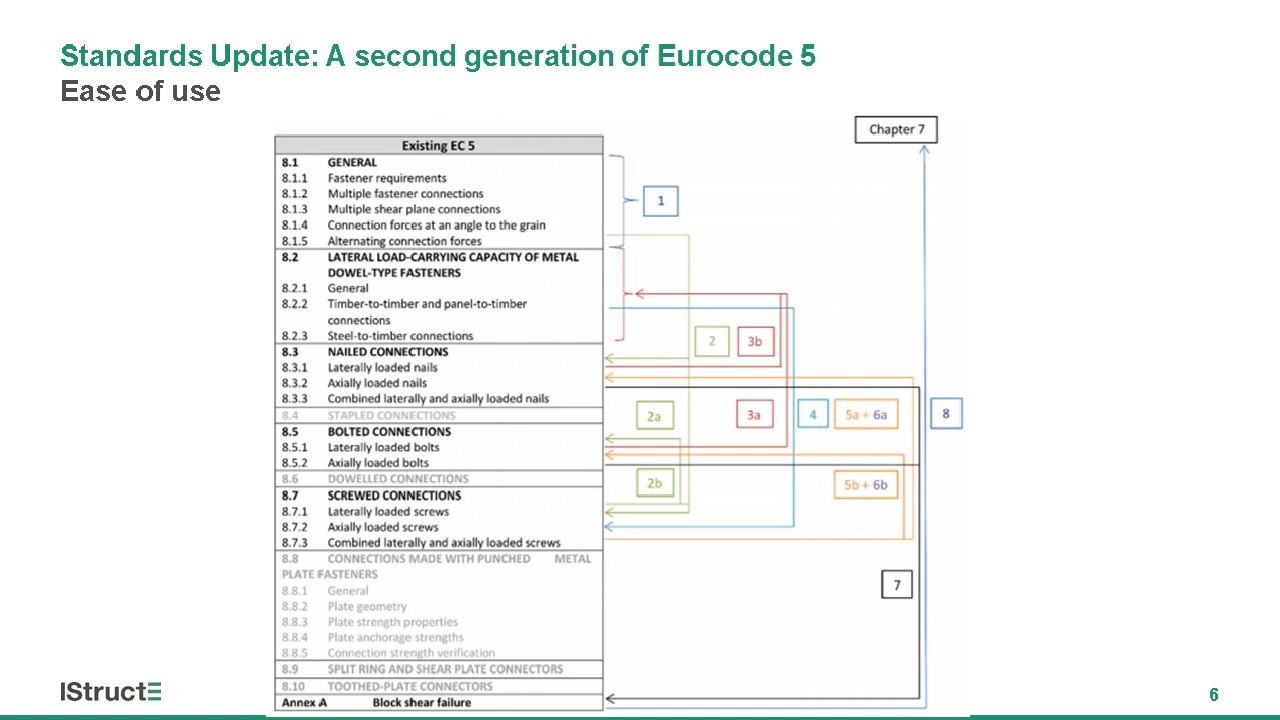 Standards Update: A second generation of Eurocode 5
Ease of use
Chapter 7
Existing EC 5
8.1 GENERAL
8.1.1 Fastener requirements
8.1.2 Multiple fastener connections
8.1.3 Multiple shear plane connections
8.1.4 Connection forces at an angle to the grain
8.1.5 Alternating connection forces
1
8.2 LATERAL LOAD-CARRYING CAPACITY OF METAL
DOWEL-TYPE FASTENERS
8.2.1 General
8.2.2 Timber-to-timber and panel-to-timber
connections
8.2.3 Steel-to-timber connections
2 3b
8.3 NAILED CONNECTIONS
8.3.1 Laterally loaded nails
8.3.2 Axially loaded nails
8.3.3 Combined laterally and axially loaded nails
8.4 STAPLED CONNECTIONS
2a 3a 4 5a + 6a 8
8.5 BOLTED CONNECTIONS
8.5.1 Laterally loaded bolts
8.5.2 Axially loaded bolts
8.6 DOWELLED CONNECTIONS
2b 5b + 6b
8.7 SCREWED CONNECTIONS
8.7.1 Laterally loaded screws
8.7.2 Axially loaded screws
8.7.3 Combined laterally and axially loaded screws
8.8 CONNECTIONS MADE WITH PUNCHED METAL
PLATE FASTENERS
7
8.8.1 General
8.8.2 Plate geometry
8.8.3 Plate strength properties
8.8.4 Plate anchorage strengths
8.8.5 Connection strength verification
8.9 SPLIT RING AND SHEAR PLATE CONNECTORS
8.10 TOOTHED-PLATE CONNECTORS
Annex A Block shear failure
IStructE
6